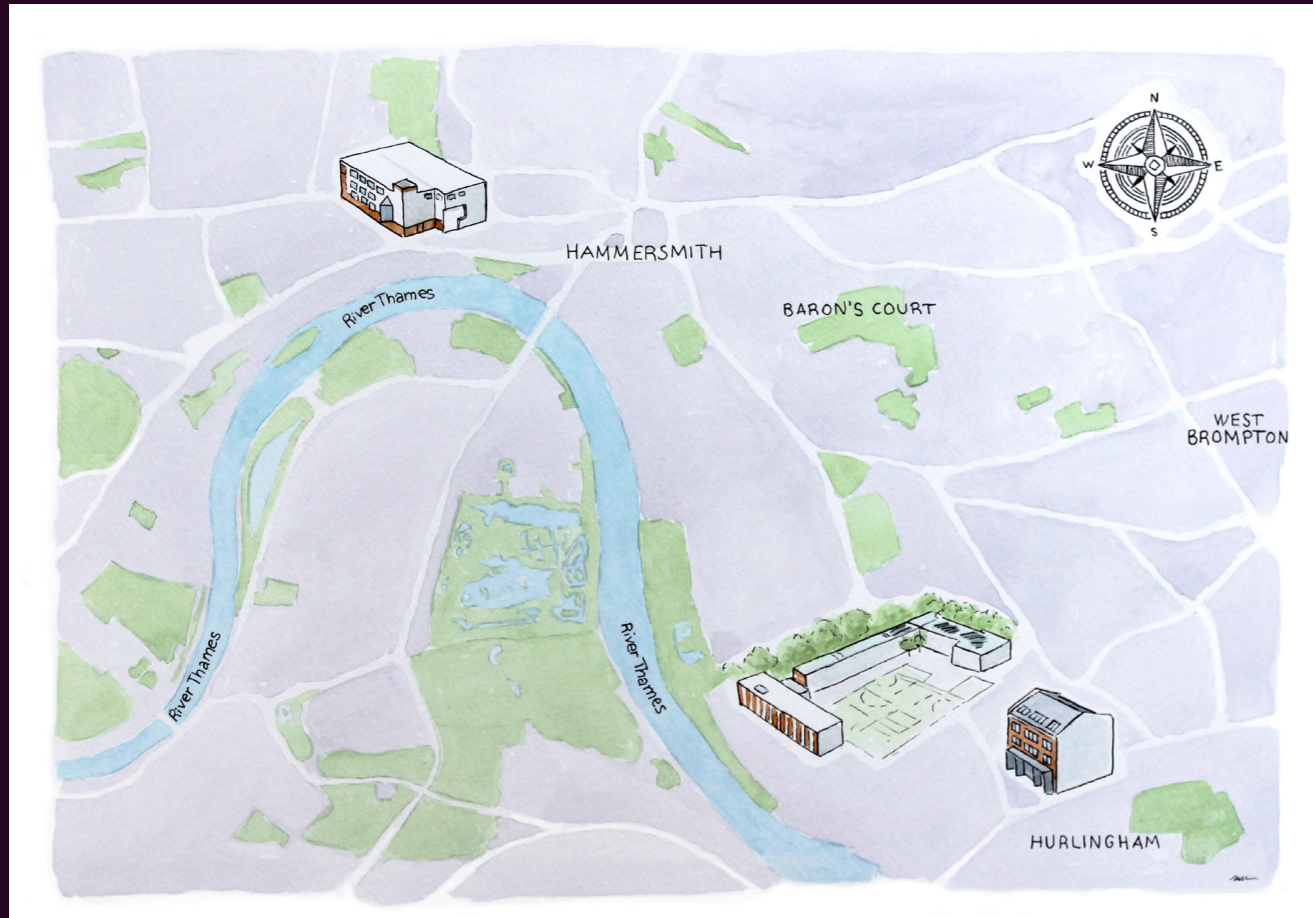 N
W
E
S
HAMMERSMITH
River Thames
BARON'S COURT
WEST
BROMPTON
River Thames
River Thames
HURLINGHAM